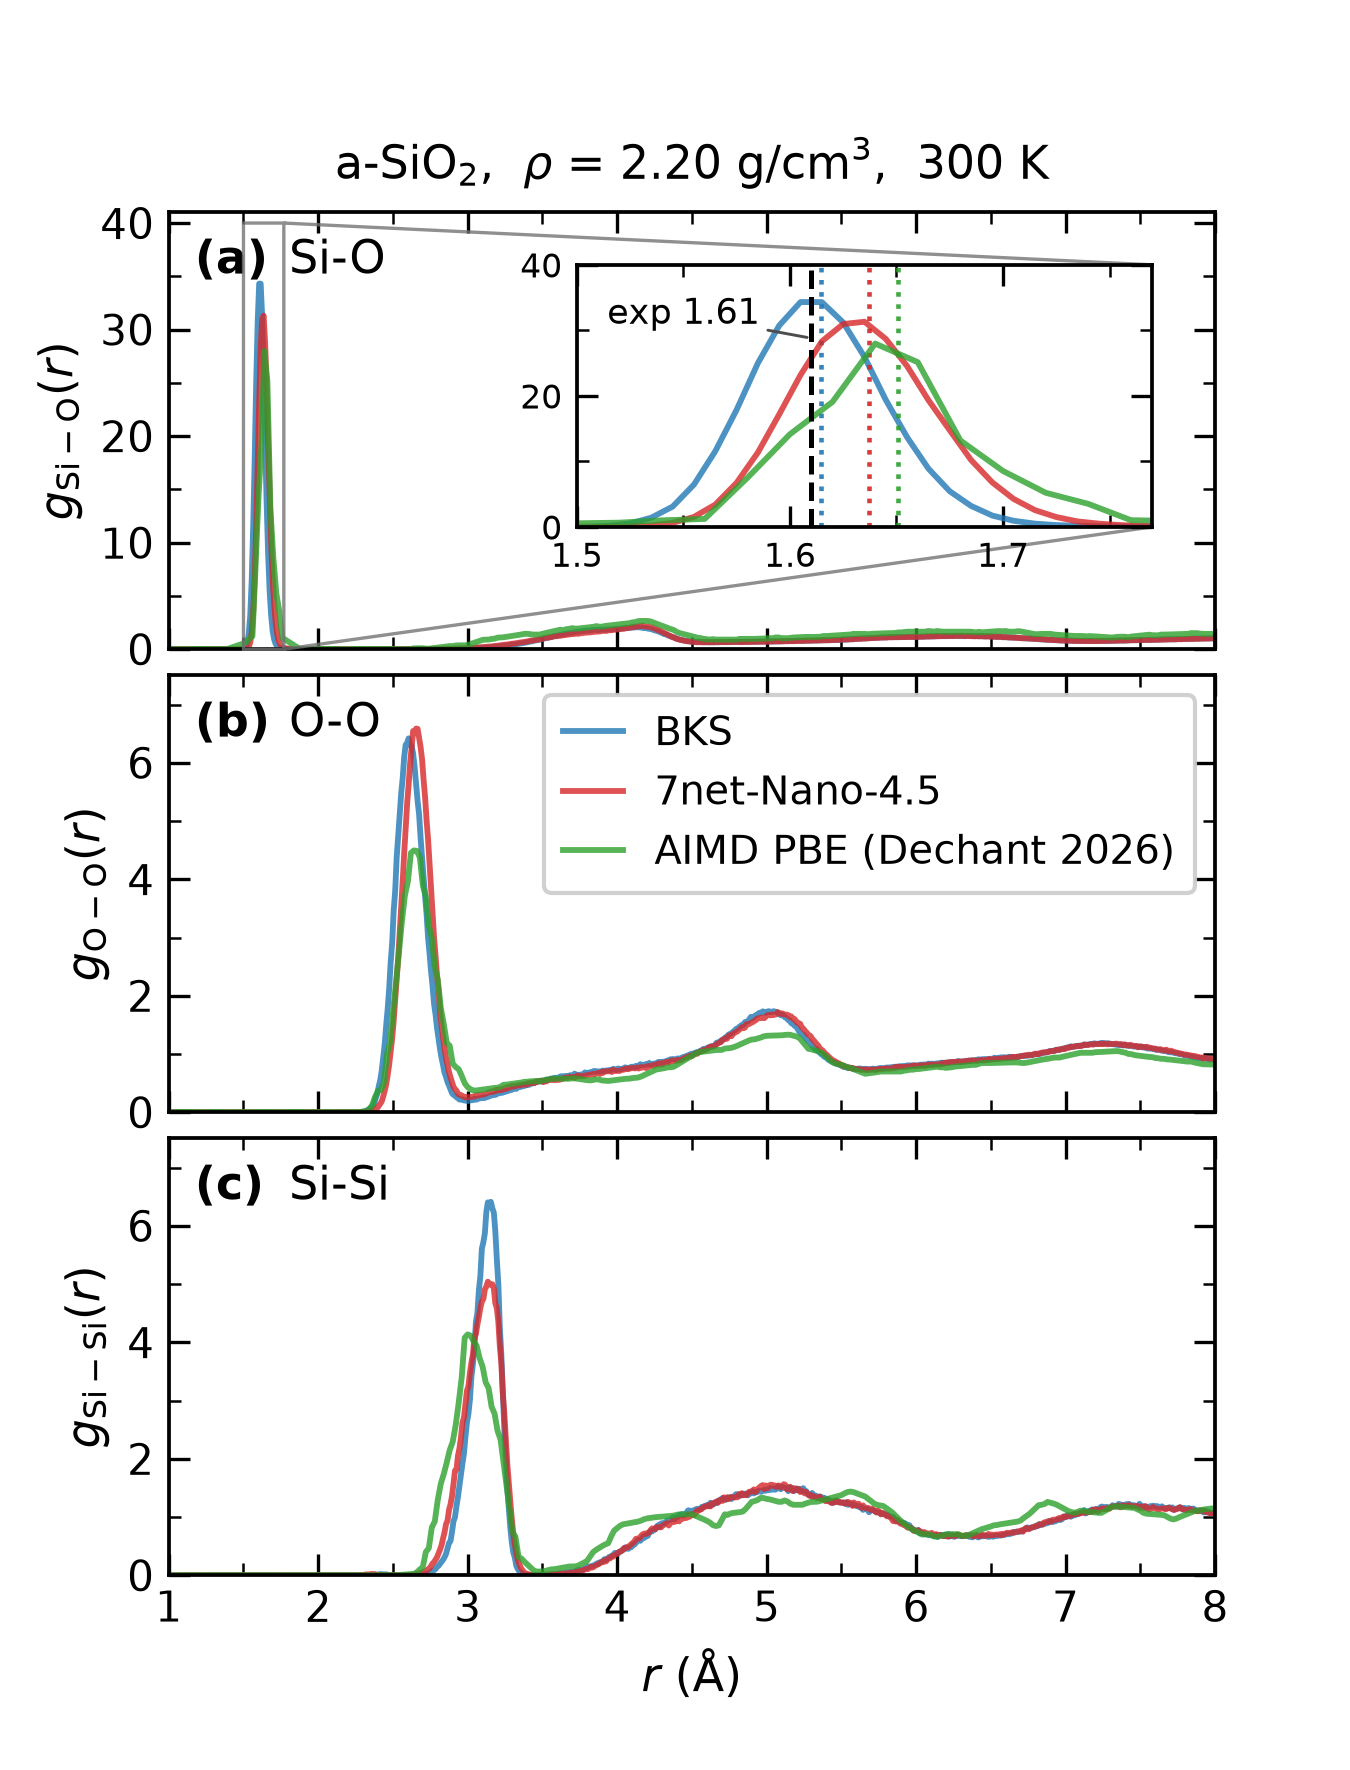 a-SiO₂, ρ = 2.20 g/cm³, 300 K
(a) Si-O
g_Si−O(r)
40
30
20
10
0
exp 1.61
40
20
0
1.5 1.6 1.7
(b) O-O
g_O−O(r)
6
4
2
0
BKS
7net-Nano-4.5
AIMD PBE (Dechant 2026)
(c) Si-Si
g_Si−Si(r)
6
4
2
0
1 2 3 4 5 6 7 8
r (Å)